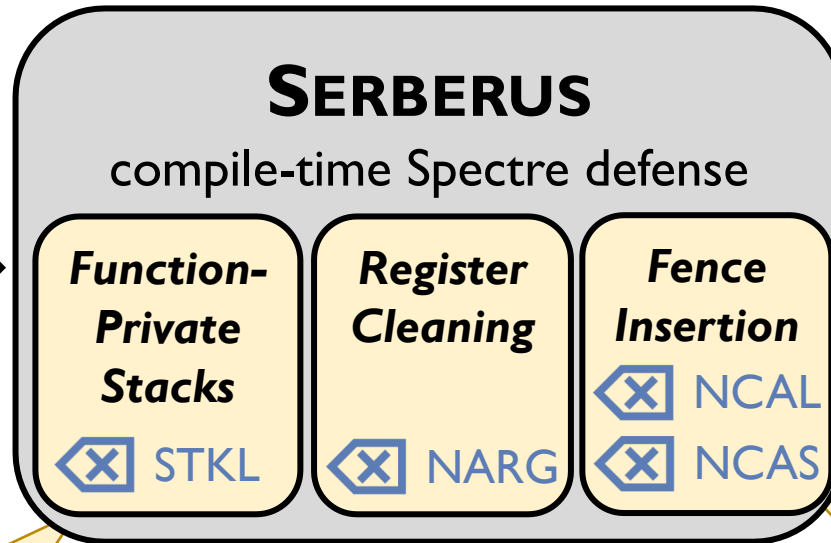 SERBERUS
compile-time Spectre defense
Function-
Private
Stacks
STKL
Register
Cleaning
NARG
Fence
Insertion
NCAL
NCAS